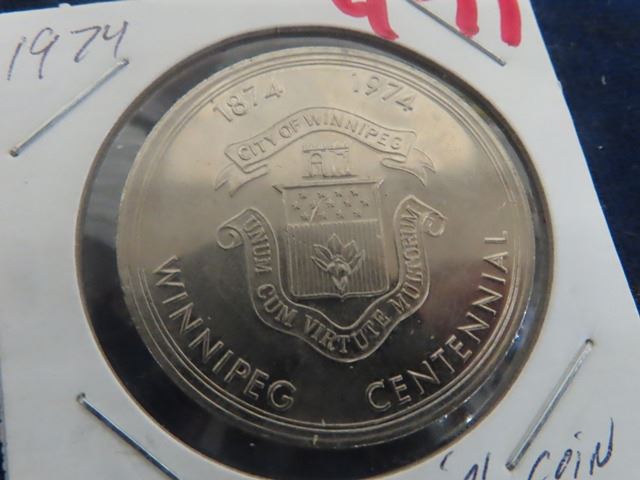 1974
1874 1974
CITY OF WINNIPEG
UNUM CUM VIRTUTE MULTORUM
WINNIPEG CENTENNIAL
COIN